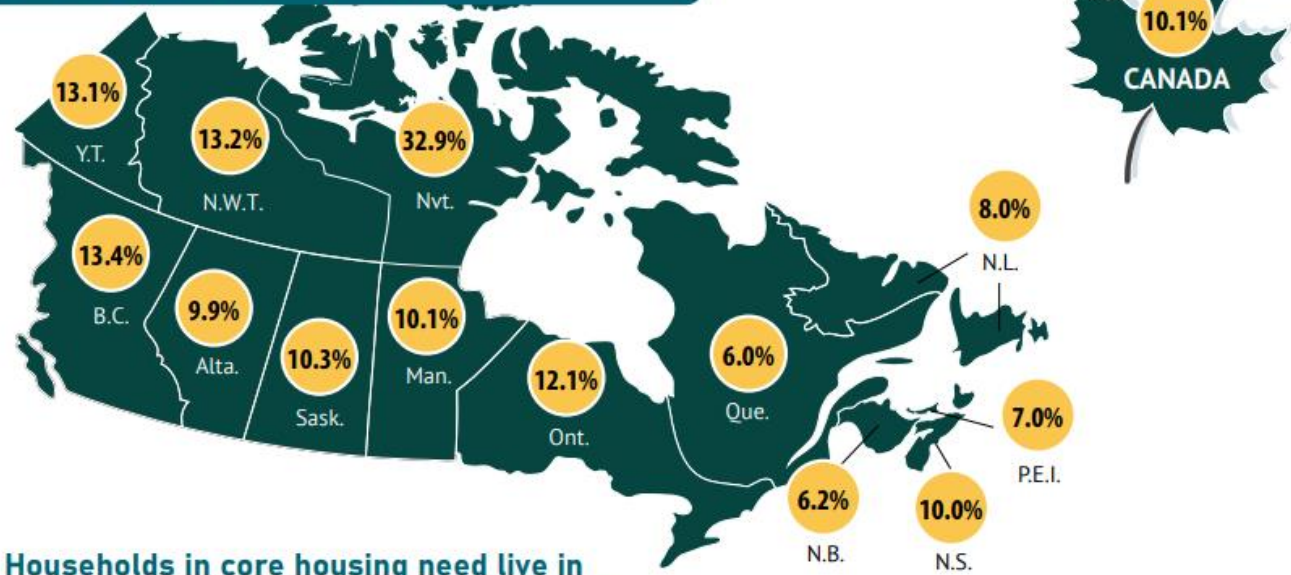 10.1%
CANADA
13.1%
Y.T.
13.2%
N.W.T.
32.9%
Nvt.
8.0%
N.L.
13.4%
B.C.
9.9%
Alta.
10.3%
Sask.
10.1%
Man.
12.1%
Ont.
6.0%
Que.
7.0%
P.E.I.
6.2%
N.B.
10.0%
N.S.
Households in core housing need live in